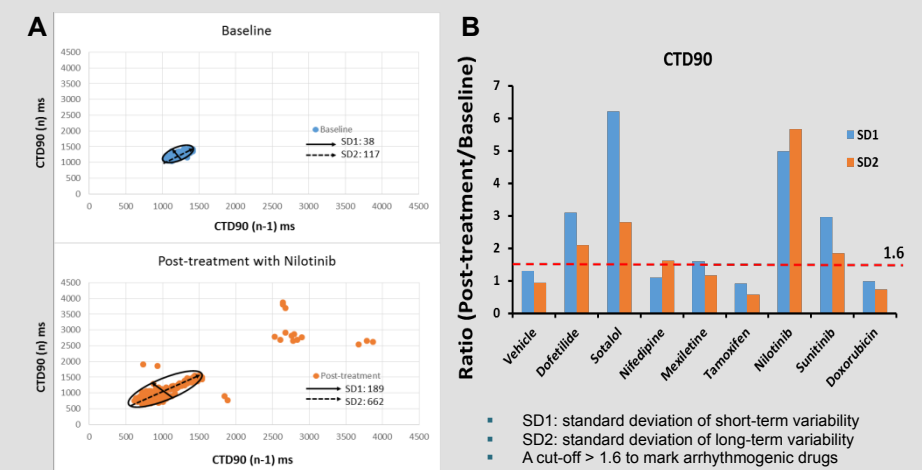 A
Baseline
CTD90 (n) ms
4500
4000
3500
3000
2500
2000
1500
1000
500
0
Baseline
SD1: 38
SD2: 117
0 500 1000 1500 2000 2500 3000 3500 4000 4500
CTD90 (n-1) ms
Post-treatment with Nilotinib
CTD90 (n) ms
4500
4000
3500
3000
2500
2000
1500
1000
500
0
Post-treatment
SD1: 189
SD2: 662
0 500 1000 1500 2000 2500 3000 3500 4000 4500
CTD90 (n-1) ms
B
CTD90
Ratio (Post-treatment/Baseline)
7
6
5
4
3
2
1
0
SD1
SD2
1.6
Vehicle
Dofetilide
Sotalol
Nifedipine
Mexiletine
Tamoxifen
Nilotinib
Sunitinib
Doxorubicin
SD1: standard deviation of short-term variability
SD2: standard deviation of long-term variability
A cut-off > 1.6 to mark arrhythmogenic drugs